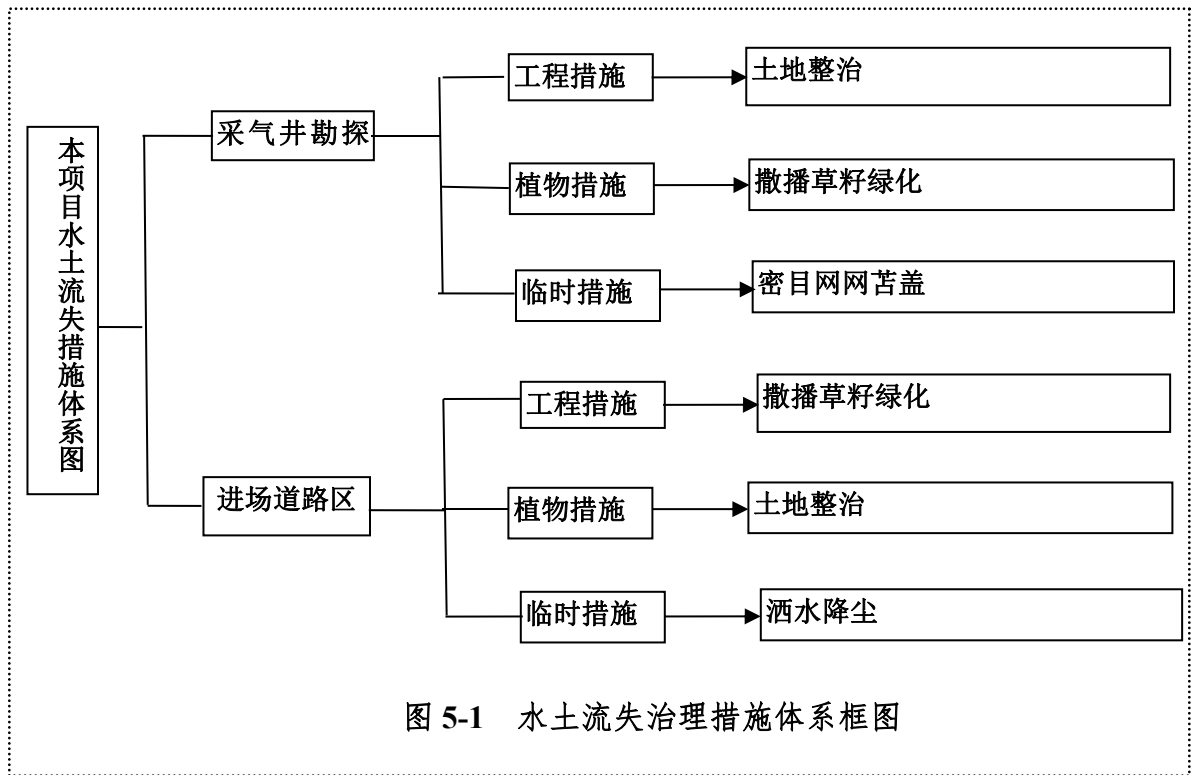 本项目水土流失措施体系图
采气井勘探
工程措施
土地整治
植物措施
撒播草籽绿化
临时措施
密目网网苫盖
进场道路区
工程措施
撒播草籽绿化
植物措施
土地整治
临时措施
洒水降尘
图 5-1 水土流失治理措施体系框图